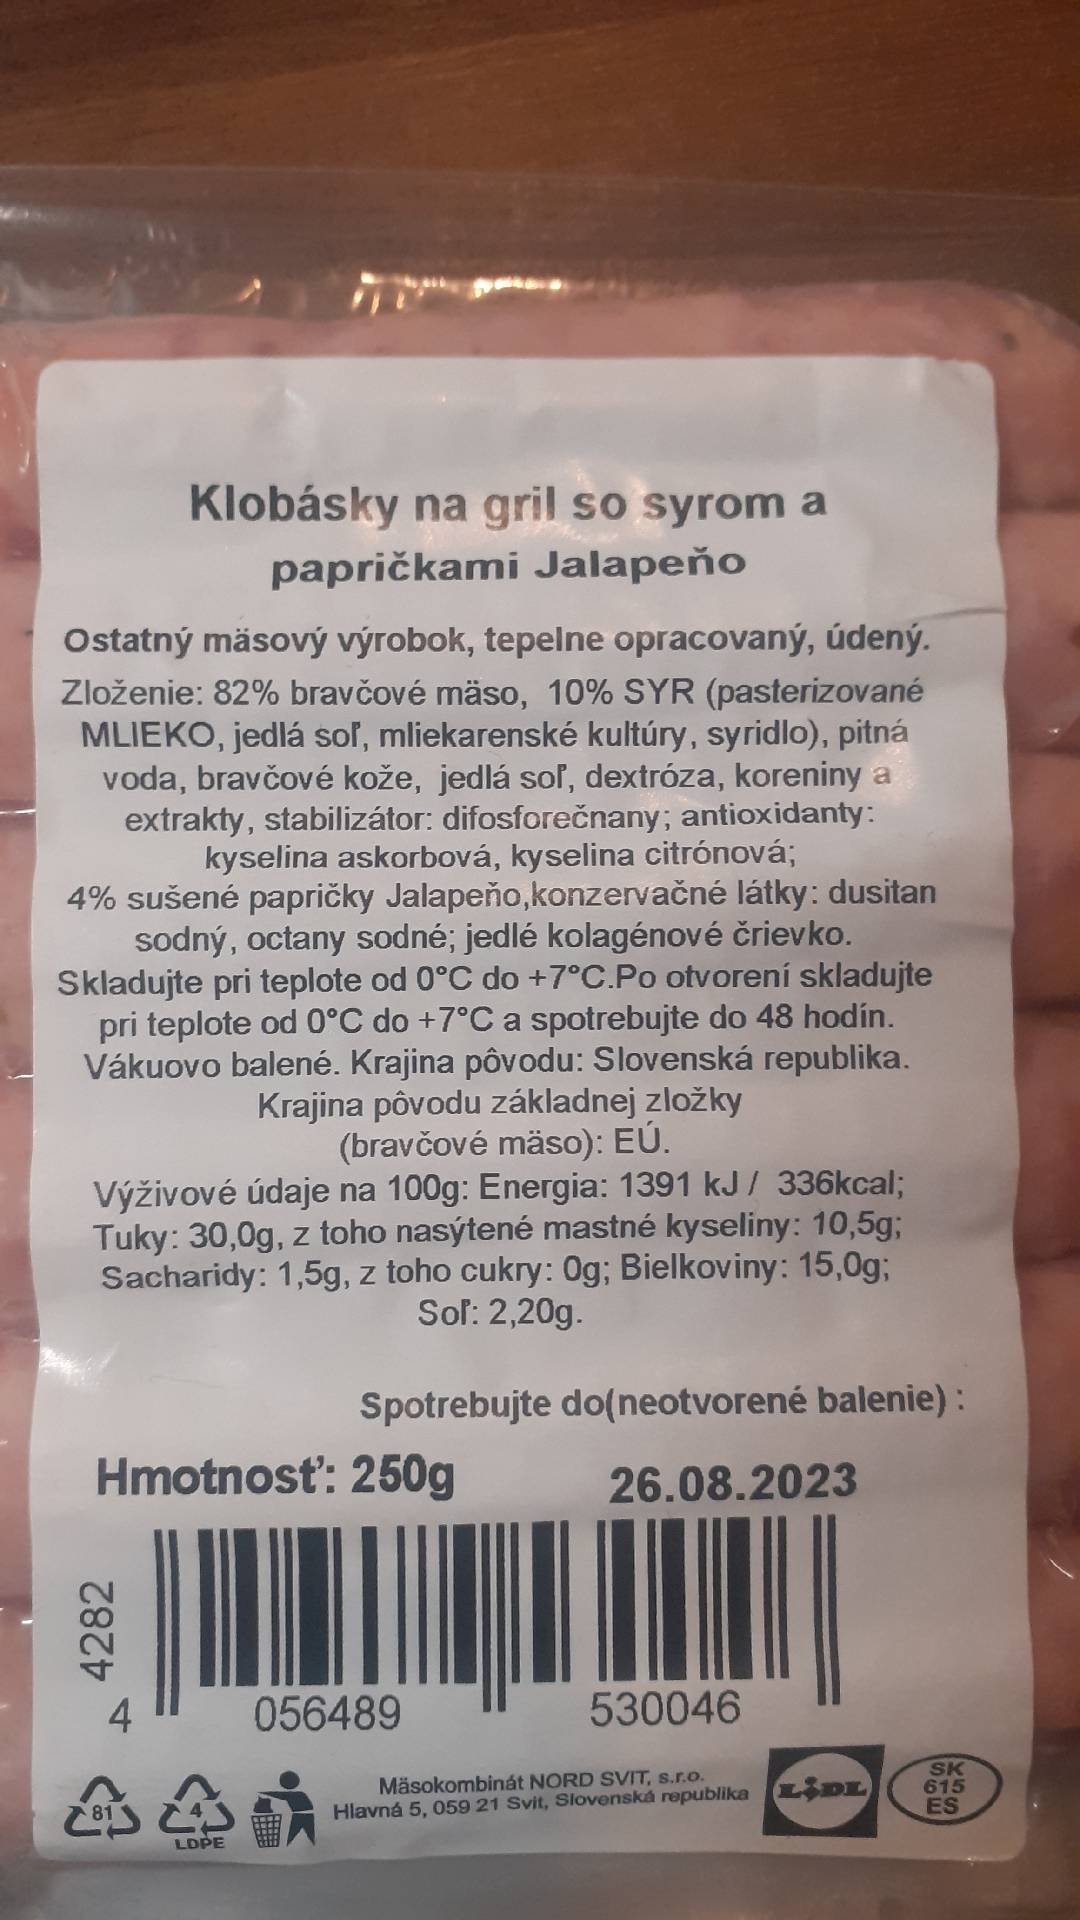 Klobásky na gril so syrom a
papričkami Jalapeňo
Ostatný mäsový výrobok, tepelne opracovaný, údený.
Zloženie: 82% bravčové mäso, 10% SYR (pasterizované
MLIEKO, jedlá soľ, mliekarenské kultúry, syridlo), pitná
voda, bravčové kože, jedlá soľ, dextróza, koreniny a
extrakty, stabilizátor: difosforečnany; antioxidanty:
kyselina askorbová, kyselina citrónová;
4% sušené papričky Jalapeňo,konzervačné látky: dusitan
sodný, octany sodné; jedlé kolagénové črievko.
Skladujte pri teplote od 0°C do +7°C.Po otvorení skladujte
pri teplote od 0°C do +7°C a spotrebujte do 48 hodín.
Vákuovo balené. Krajina pôvodu: Slovenská republika.
Krajina pôvodu základnej zložky
(bravčové mäso): EÚ.
Výživové údaje na 100g: Energia: 1391 kJ / 336kcal;
Tuky: 30,0g, z toho nasýtené mastné kyseliny: 10,5g;
Sacharidy: 1,5g, z toho cukry: 0g; Bielkoviny: 15,0g;
Soľ: 2,20g.
Spotrebujte do(neotvorené balenie) :
Hmotnosť: 250g 26.08.2023
4282
4 056489 530046
81
4
LDPE
Mäsokombinát NORD SVIT, s.r.o.
Hlavná 5, 059 21 Svit, Slovenská republika
LIDL
SK
615
ES